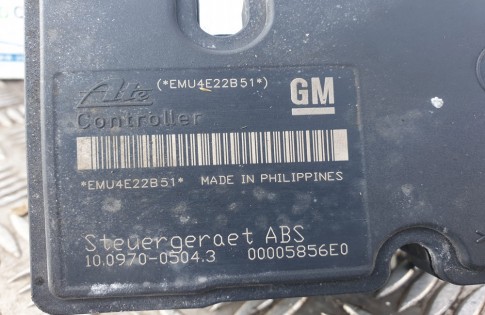 (*EMU4E22B51*)
Ate GM
Controller
*EMU4E22B51* MADE IN PHILIPPINES
Steuergeraet ABS
10.0970-0504.3 00005856E0